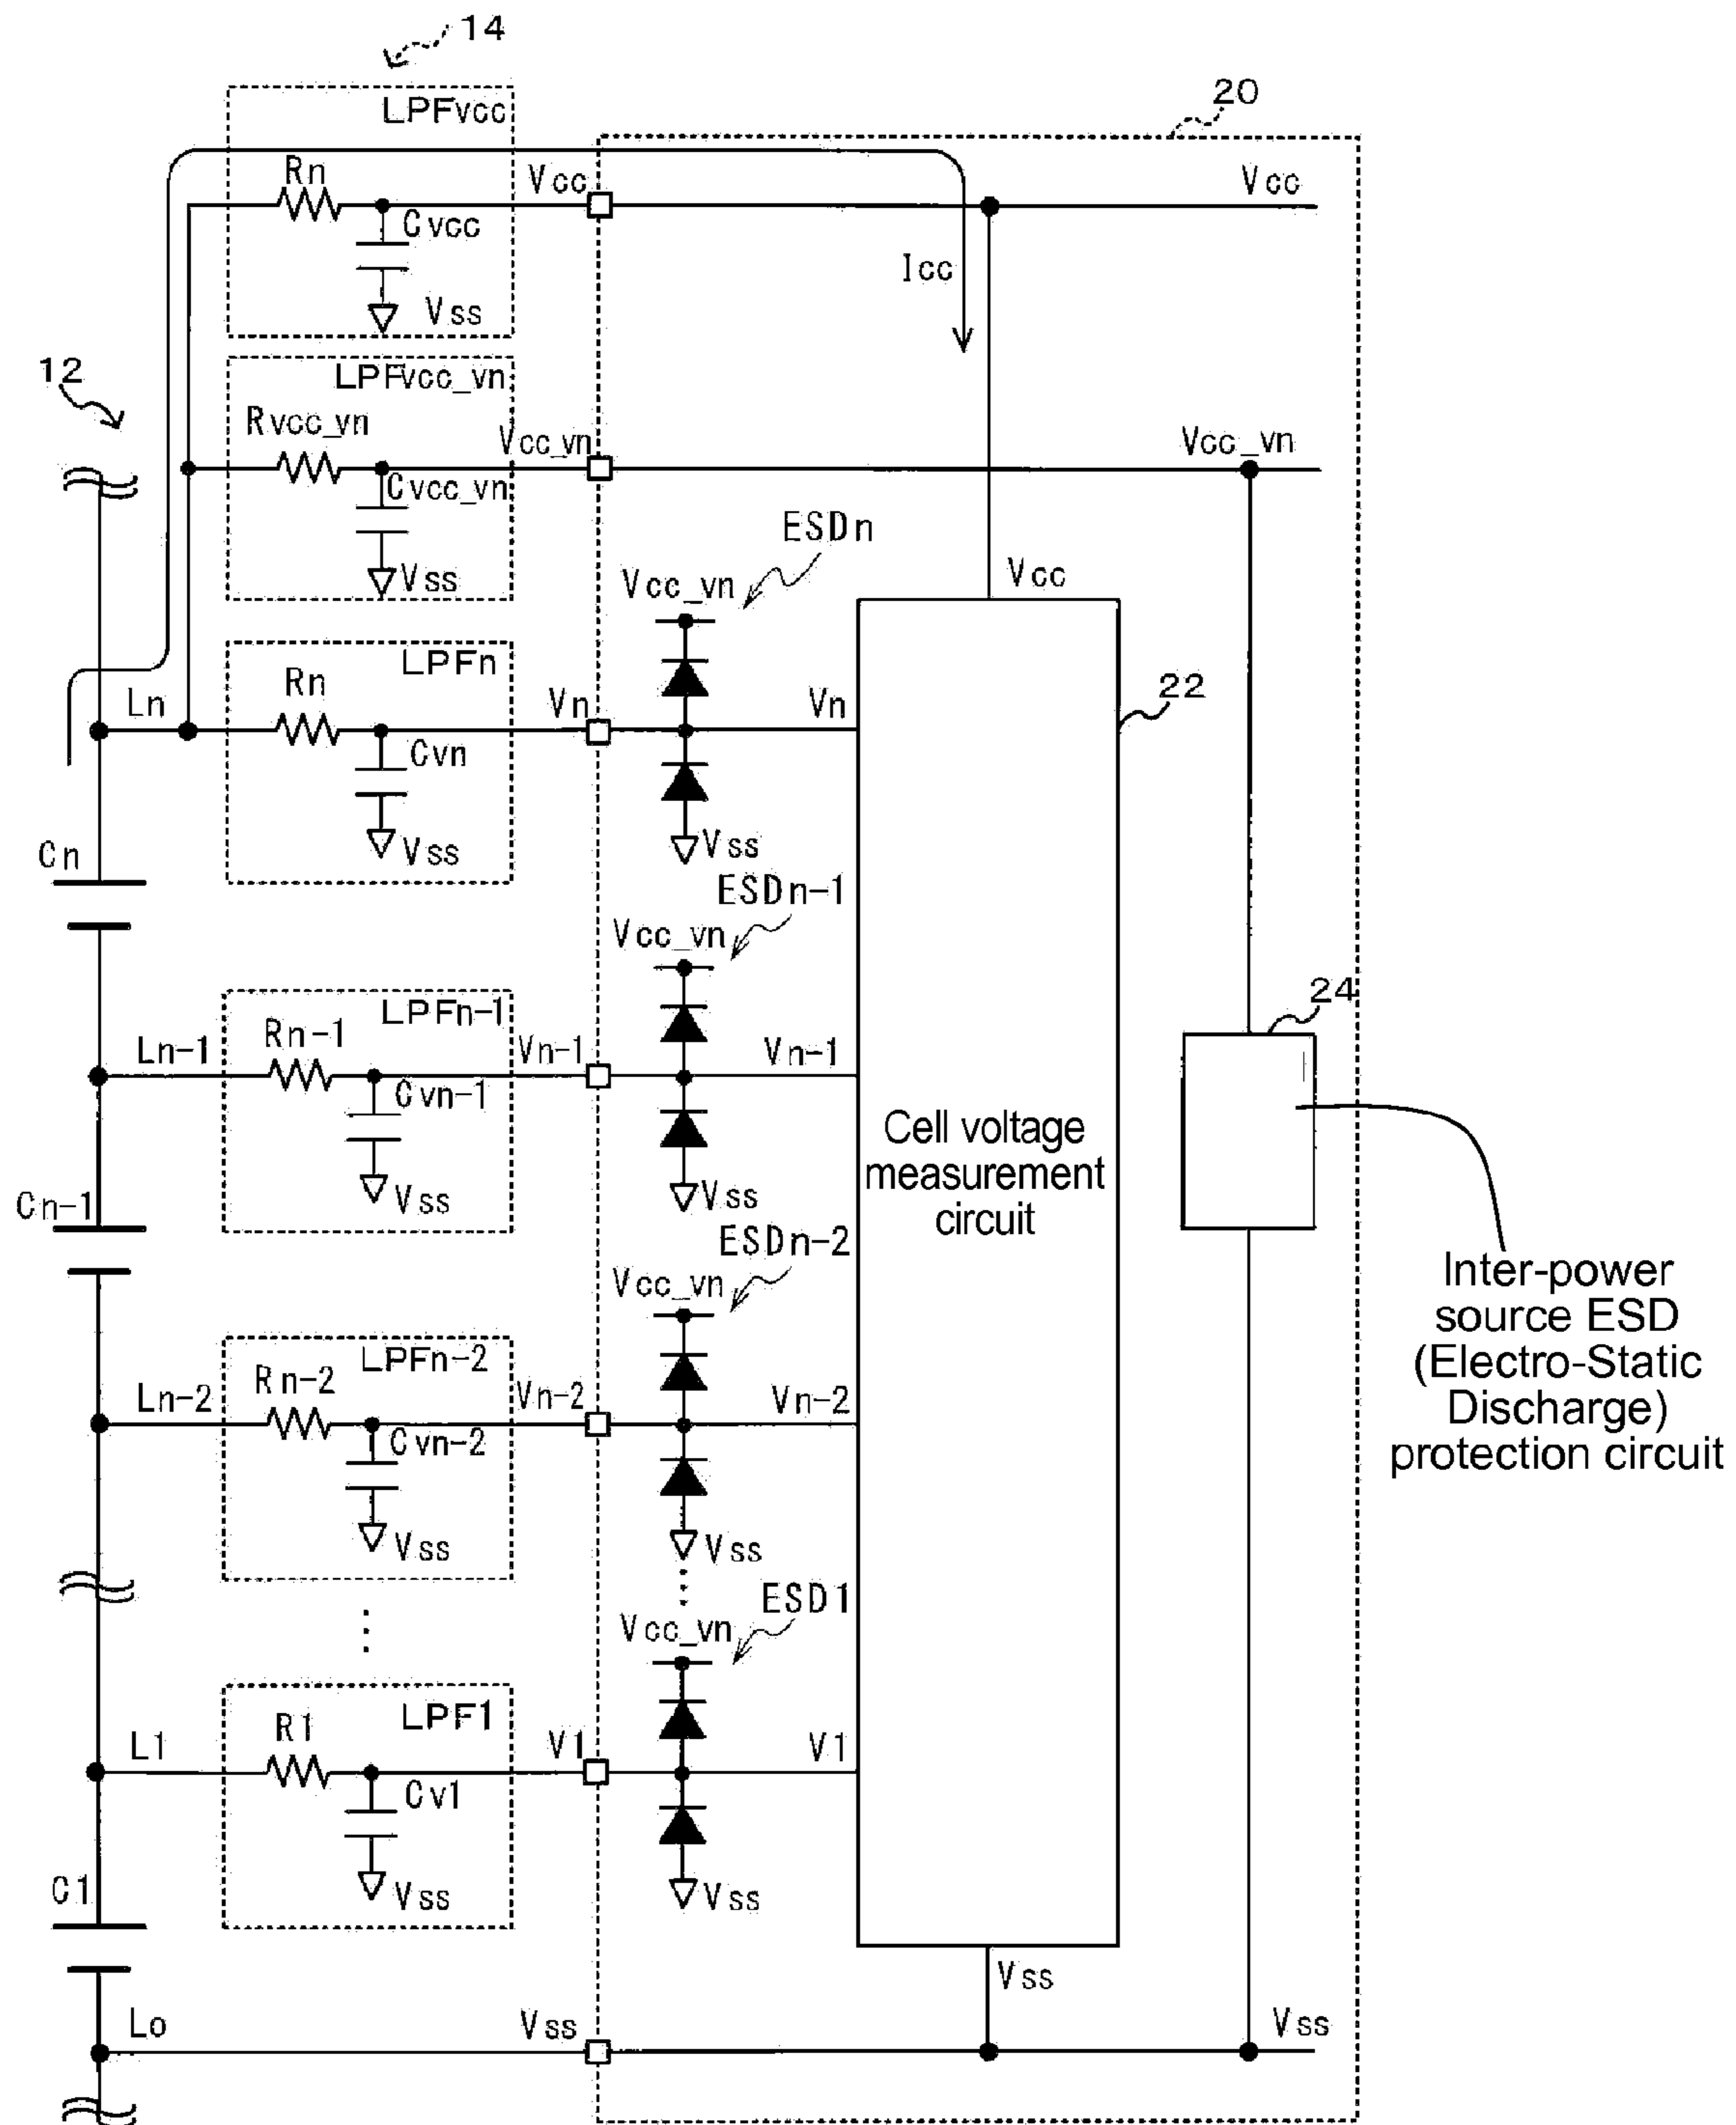 14
LPFvcc
20
Rn
Vcc
Vcc
Cvcc
Icc
Vss
12
LPFvcc_vn
Rvcc_vn
Vcc_vn
Vcc_vn
Cvcc_vn
ESDn
Vss
Vcc_vn
Vcc
LPFn
Rn
Ln
Vn
Vn
22
Cvn
Cn
Vss
Vss
ESDn-1
Vcc_vn
24
LPFn-1
Rn-1
Ln-1
Vn-1
Vn-1
Cvn-1
Cell voltage
measurement
circuit
Vss
Vss
Cn-1
ESDn-2
Vcc_vn
Inter-power
source ESD
(Electro-Static
Discharge)
protection circuit
LPFn-2
Rn-2
Ln-2
Vn-2
Vn-2
Cvn-2
Vss
Vss
ESD1
Vcc_vn
LPF1
R1
L1
V1
V1
Cv1
C1
Vss
Vss
Vss
Lo
Vss
Vss